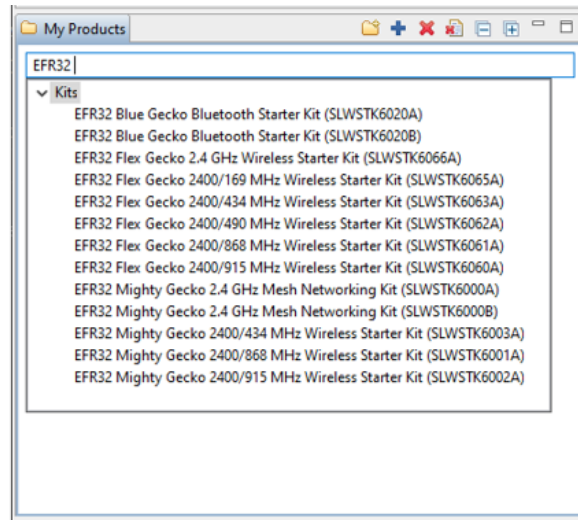 My Products
EFR32
Kits
EFR32 Blue Gecko Bluetooth Starter Kit (SLWSTK6020A)
EFR32 Blue Gecko Bluetooth Starter Kit (SLWSTK6020B)
EFR32 Flex Gecko 2.4 GHz Wireless Starter Kit (SLWSTK6066A)
EFR32 Flex Gecko 2400/169 MHz Wireless Starter Kit (SLWSTK6065A)
EFR32 Flex Gecko 2400/434 MHz Wireless Starter Kit (SLWSTK6063A)
EFR32 Flex Gecko 2400/490 MHz Wireless Starter Kit (SLWSTK6062A)
EFR32 Flex Gecko 2400/868 MHz Wireless Starter Kit (SLWSTK6061A)
EFR32 Flex Gecko 2400/915 MHz Wireless Starter Kit (SLWSTK6060A)
EFR32 Mighty Gecko 2.4 GHz Mesh Networking Kit (SLWSTK6000A)
EFR32 Mighty Gecko 2.4 GHz Mesh Networking Kit (SLWSTK6000B)
EFR32 Mighty Gecko 2400/434 MHz Wireless Starter Kit (SLWSTK6003A)
EFR32 Mighty Gecko 2400/868 MHz Wireless Starter Kit (SLWSTK6001A)
EFR32 Mighty Gecko 2400/915 MHz Wireless Starter Kit (SLWSTK6002A)